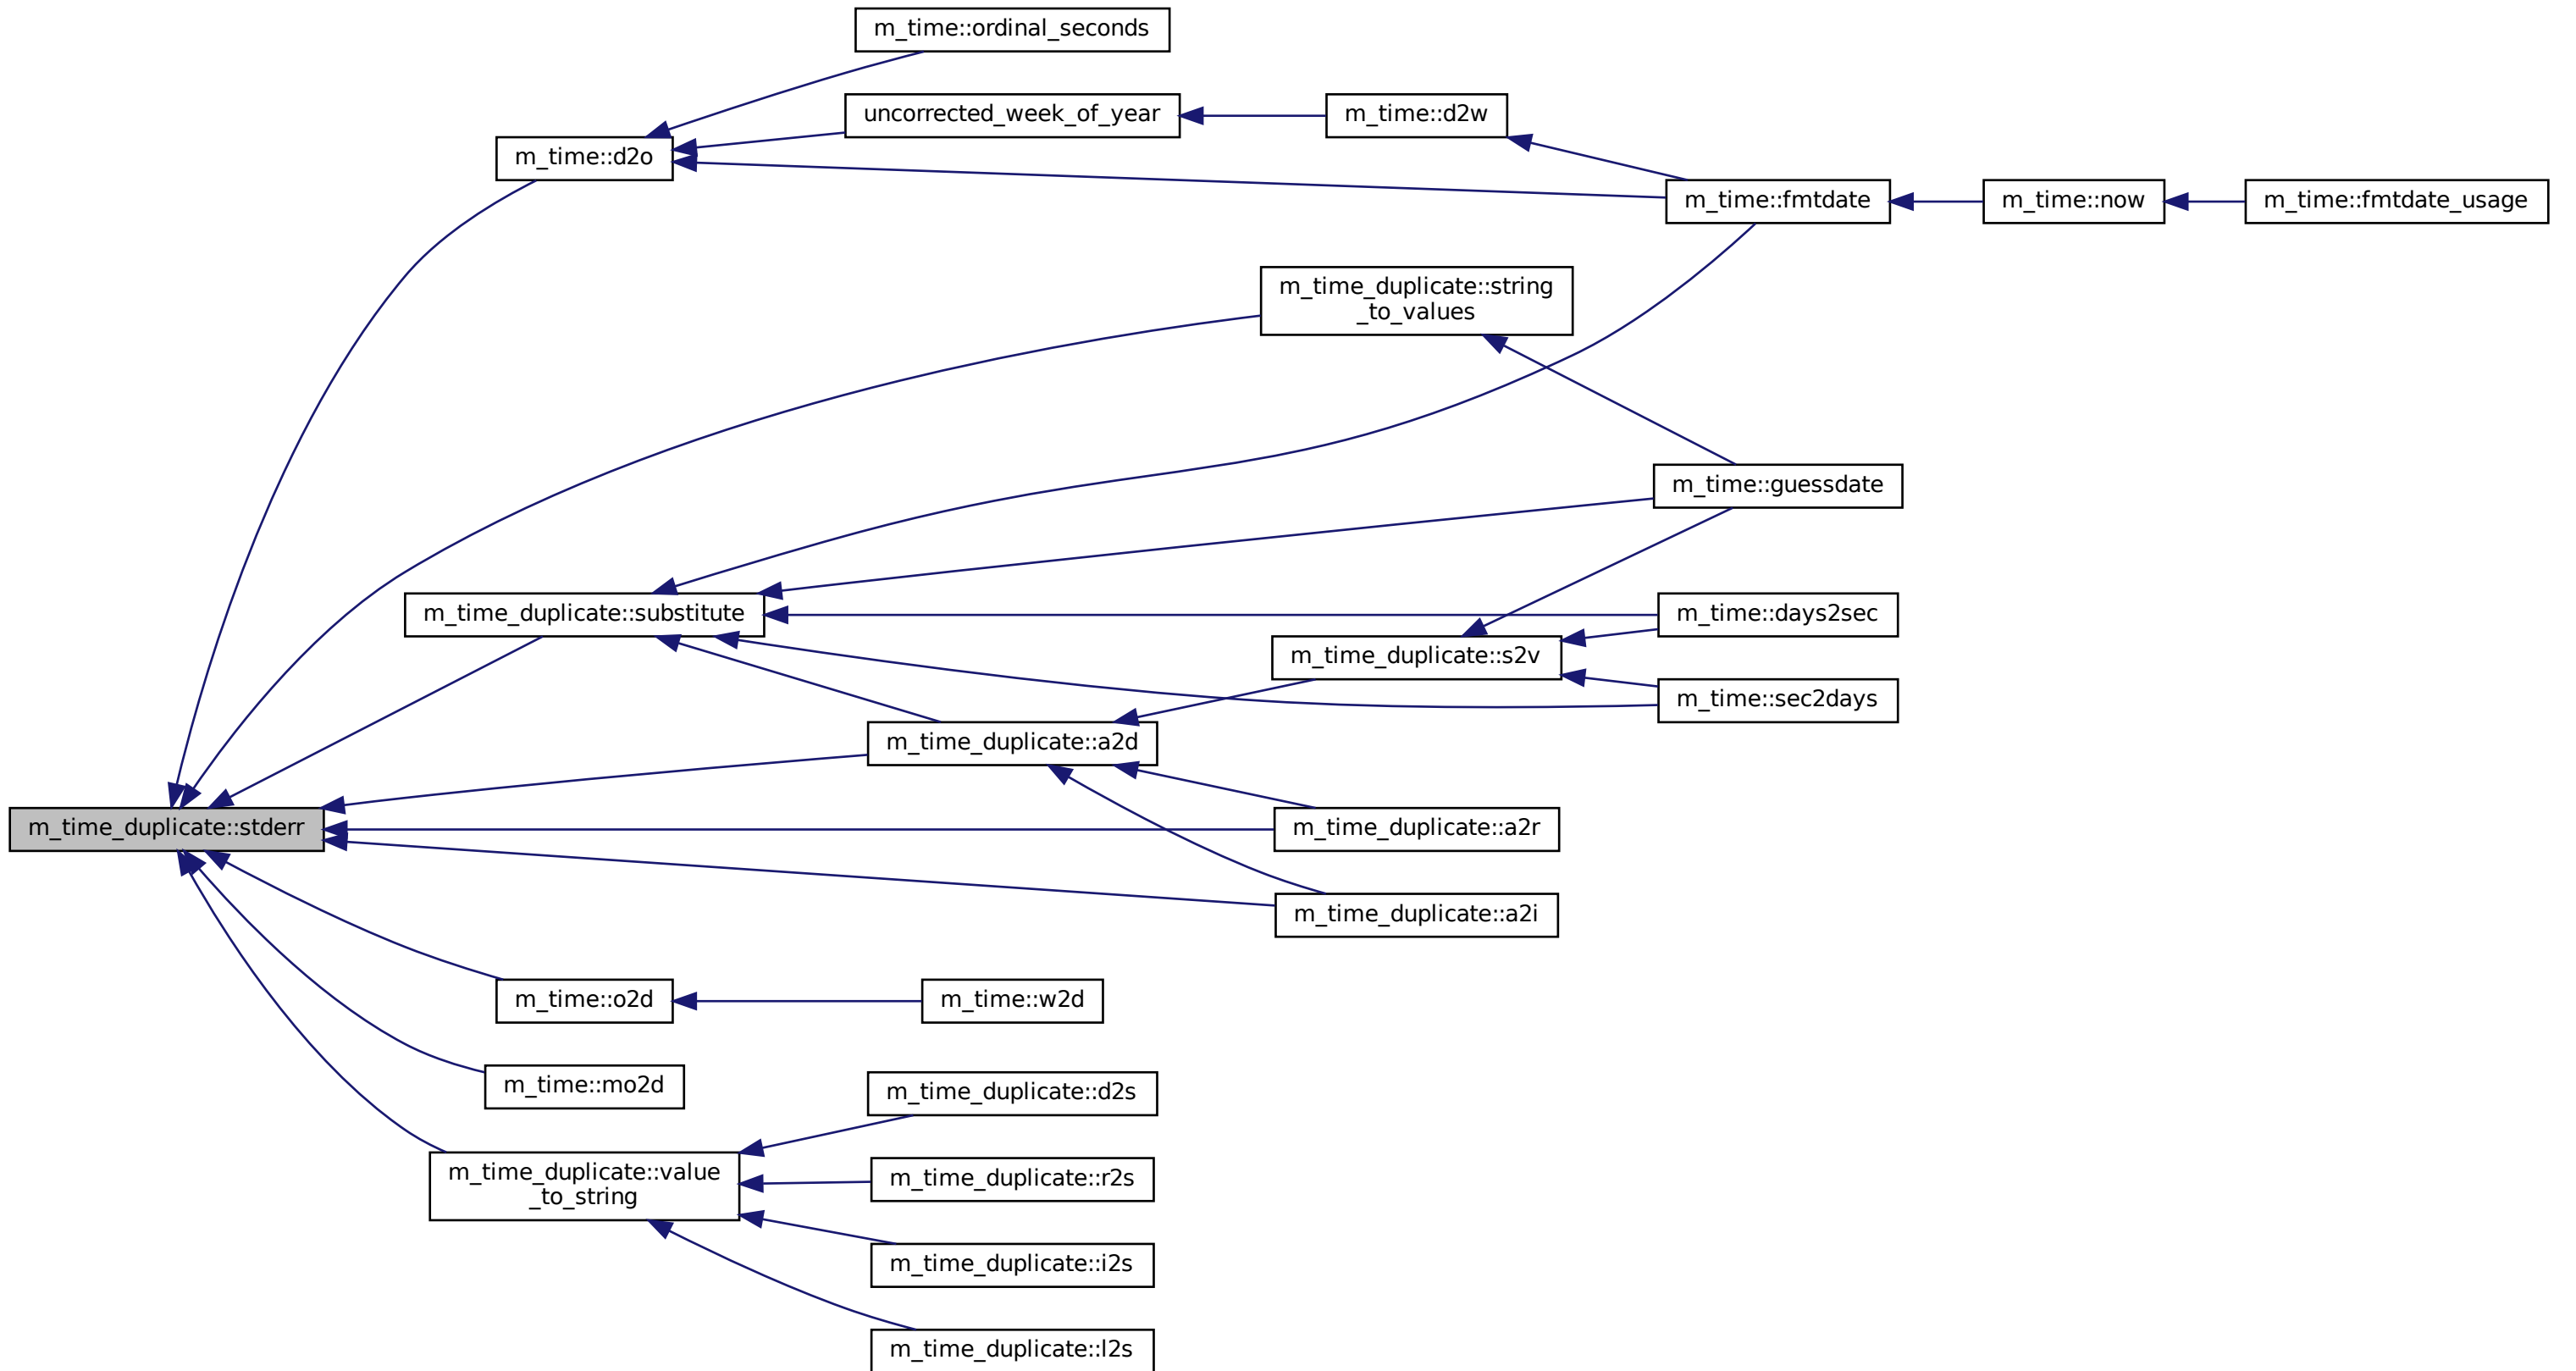 m_time::ordinal_seconds
uncorrected_week_of_year
m_time::d2w
m_time::d2o
m_time::fmtdate
m_time::now
m_time::fmtdate_usage
m_time_duplicate::string
_to_values
m_time::guessdate
m_time_duplicate::substitute
m_time::days2sec
m_time_duplicate::s2v
m_time::sec2days
m_time_duplicate::a2d
m_time_duplicate::stderr
m_time_duplicate::a2r
m_time_duplicate::a2i
m_time::o2d
m_time::w2d
m_time::mo2d
m_time_duplicate::d2s
m_time_duplicate::value
_to_string
m_time_duplicate::r2s
m_time_duplicate::i2s
m_time_duplicate::l2s